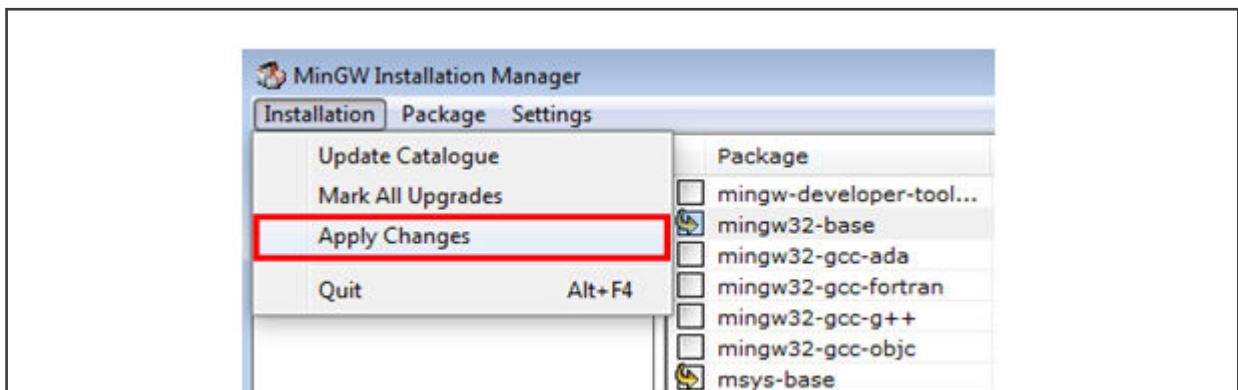 MinGW Installation Manager
Installation Package Settings
Update Catalogue
Mark All Upgrades
Apply Changes
Quit Alt+F4
Package
mingw-developer-tool...
mingw32-base
mingw32-gcc-ada
mingw32-gcc-fortran
mingw32-gcc-g++
mingw32-gcc-objc
msys-base